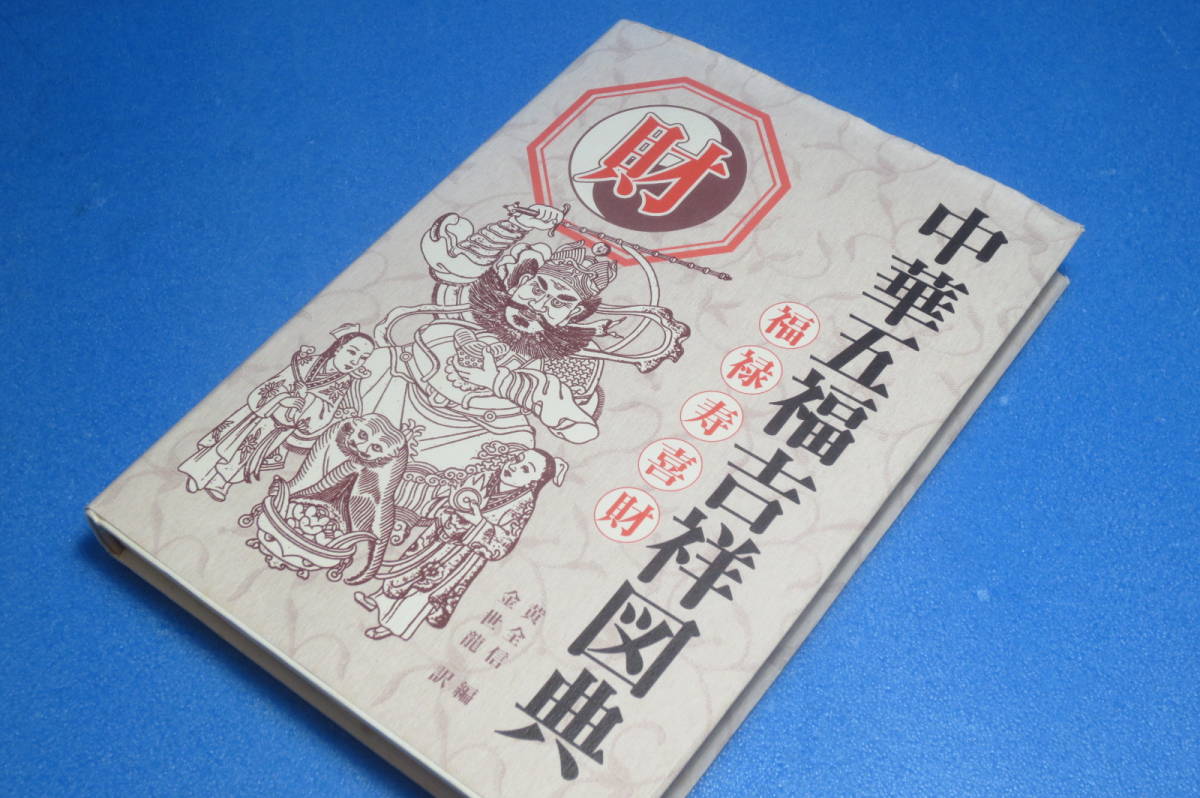 財
中華五福吉祥図典
福禄寿喜財
黄全信 編
金世龍 訳